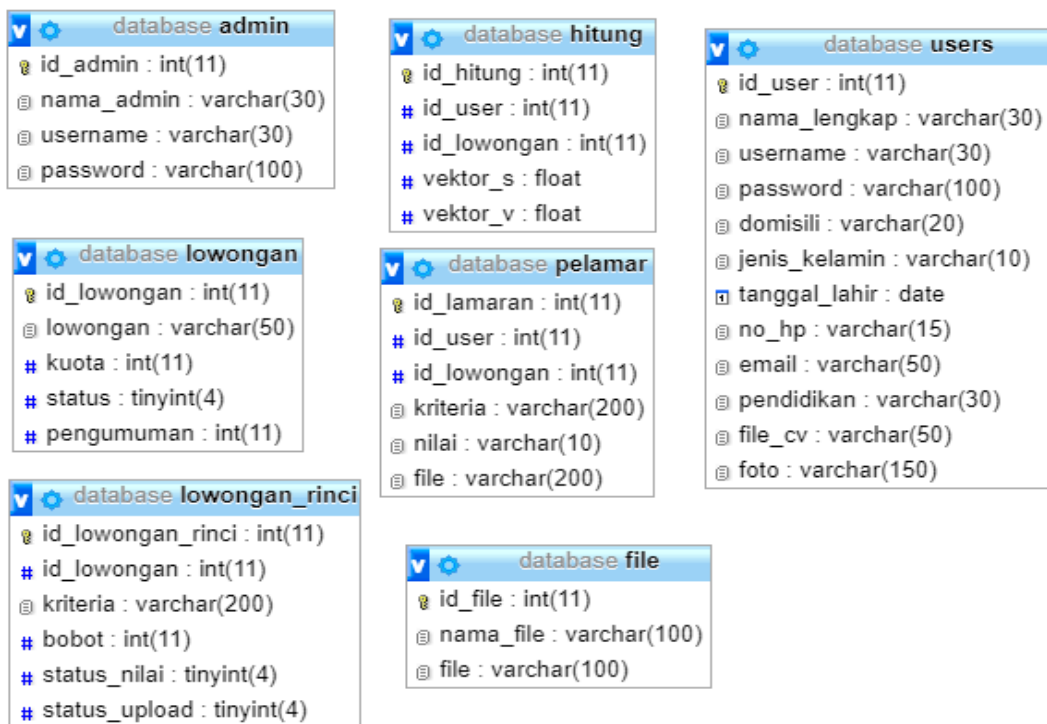 database admin
id_admin : int(11)
nama_admin : varchar(30)
username : varchar(30)
password : varchar(100)
database hitung
id_hitung : int(11)
id_user : int(11)
id_lowongan : int(11)
vektor_s : float
vektor_v : float
database users
id_user : int(11)
nama_lengkap : varchar(30)
username : varchar(30)
password : varchar(100)
domisili : varchar(20)
jenis_kelamin : varchar(10)
tanggal_lahir : date
no_hp : varchar(15)
email : varchar(50)
pendidikan : varchar(30)
file_cv : varchar(50)
foto : varchar(150)
database lowongan
id_lowongan : int(11)
lowongan : varchar(50)
kuota : int(11)
status : tinyint(4)
pengumuman : int(11)
database pelamar
id_lamaran : int(11)
id_user : int(11)
id_lowongan : int(11)
kriteria : varchar(200)
nilai : varchar(10)
file : varchar(200)
database lowongan_rinci
id_lowongan_rinci : int(11)
id_lowongan : int(11)
kriteria : varchar(200)
bobot : int(11)
status_nilai : tinyint(4)
status_upload : tinyint(4)
database file
id_file : int(11)
nama_file : varchar(100)
file : varchar(100)